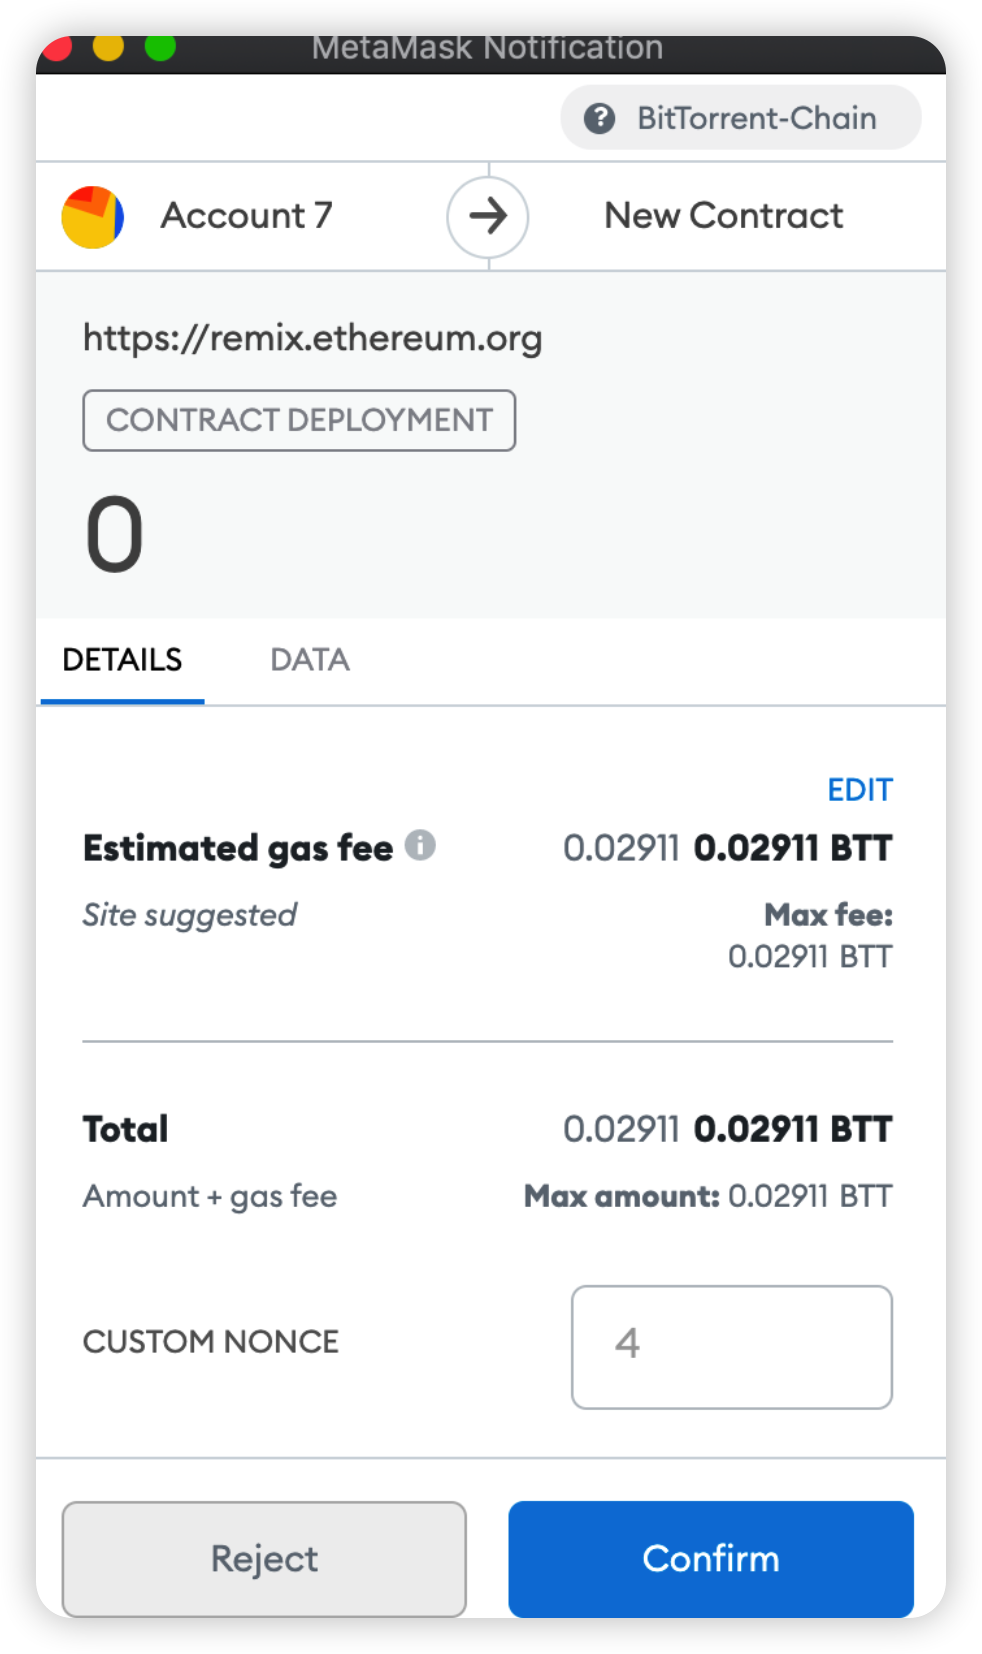 MetaMask Notification
? BitTorrent-Chain
Account 7 → New Contract
https://remix.ethereum.org
CONTRACT DEPLOYMENT
0
DETAILS DATA
EDIT
Estimated gas fee i 0.02911 0.02911 BTT
Site suggested Max fee:
0.02911 BTT
Total 0.02911 0.02911 BTT
Amount + gas fee Max amount: 0.02911 BTT
CUSTOM NONCE 4
Reject Confirm